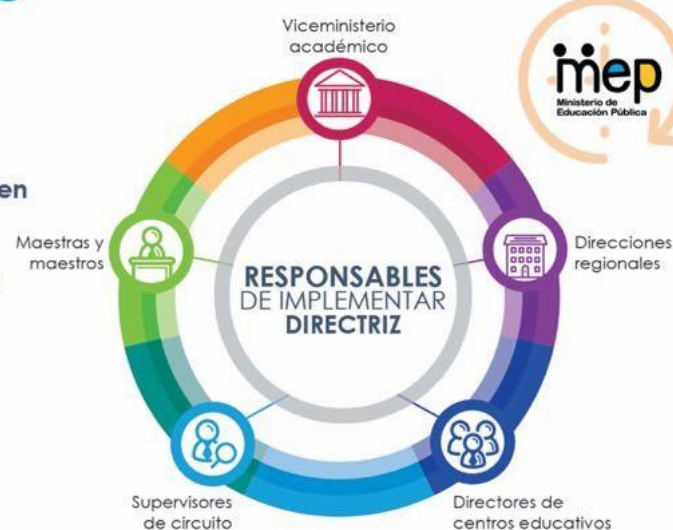 Viceministerio
académico
mep
Ministerio de
Educación Pública
en
Maestras y
maestros
Direcciones
regionales
RESPONSABLES
DE IMPLEMENTAR
DIRECTRIZ
Supervisores
de circuito
Directores de
centros educativos